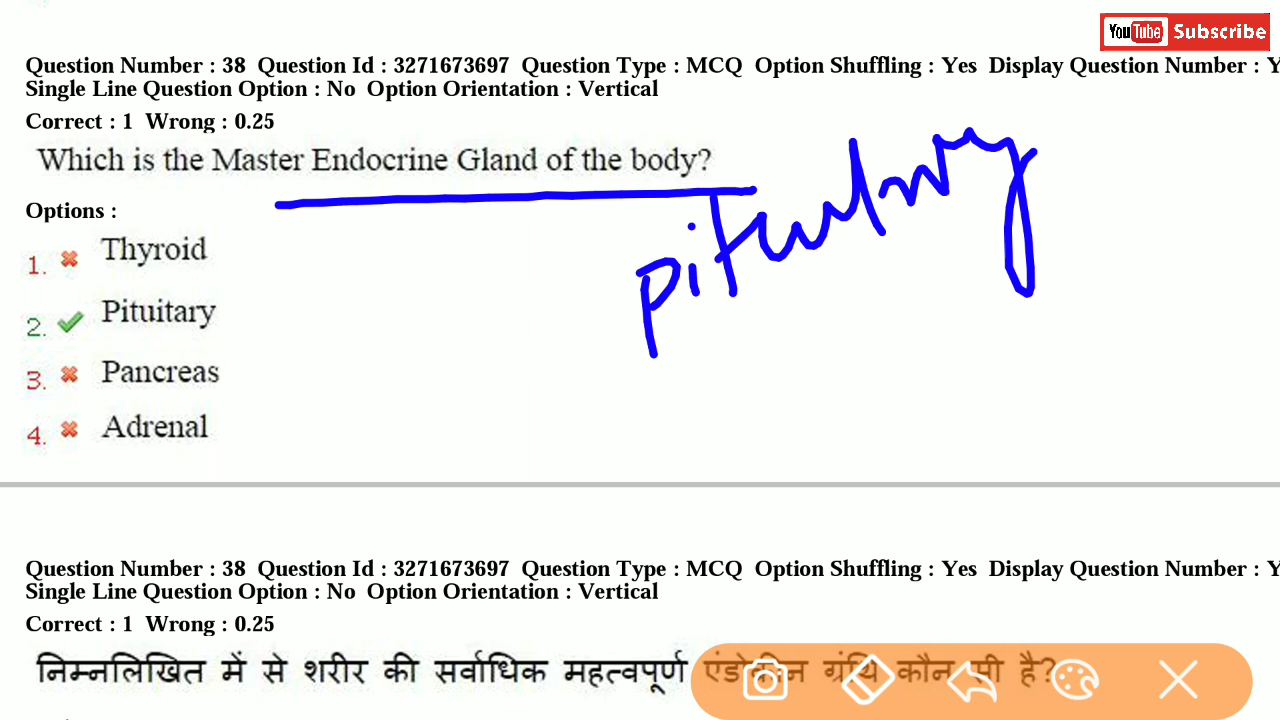 YouTube Subscribe
Question Number : 38 Question Id : 3271673697 Question Type : MCQ Option Shuffling : Yes Display Question Number : Y
Single Line Question Option : No Option Orientation : Vertical
Correct : 1 Wrong : 0.25
Which is the Master Endocrine Gland of the body?
pituitary
Options :
1. Thyroid
2. Pituitary
3. Pancreas
4. Adrenal
Question Number : 38 Question Id : 3271673697 Question Type : MCQ Option Shuffling : Yes Display Question Number : Y
Single Line Question Option : No Option Orientation : Vertical
Correct : 1 Wrong : 0.25
निम्नलिखित में से शरीर की सर्वाधिक महत्वपूर्ण ग्रंथि कौन सी है?